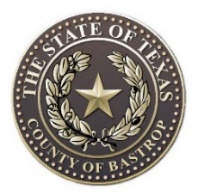 THE STATE OF TEXAS
COUNTY OF BASTROP